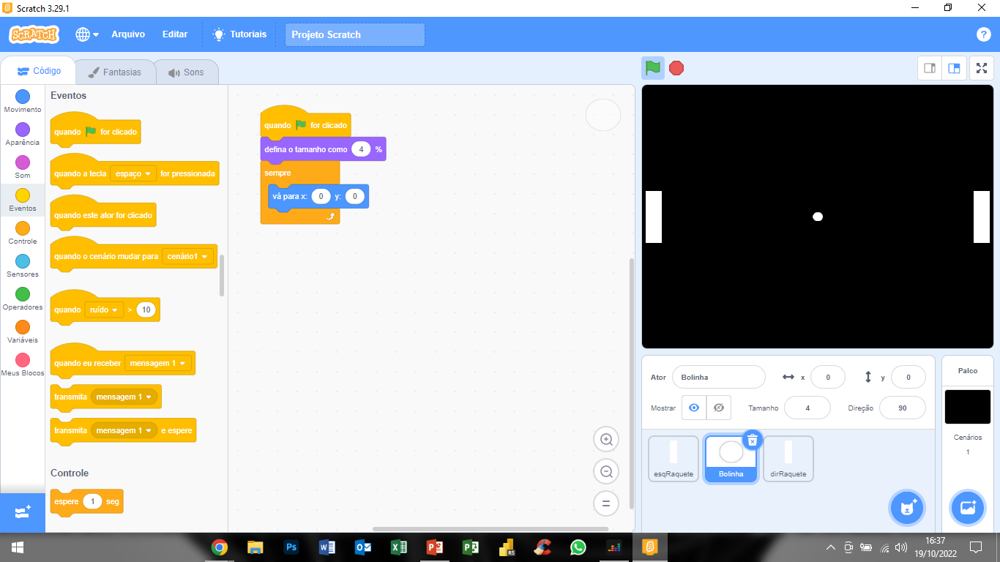 Scratch 3.29.1
SCRATCH
Arquivo
Editar
Tutoriais
Projeto Scratch
?
Código
Fantasias
Sons
Movimento
Aparência
Som
Eventos
Controle
Sensores
Operadores
Variáveis
Meus Blocos
Eventos
quando for clicado
quando a tecla espaço for pressionada
quando este ator for clicado
quando o cenário mudar para cenário1
quando ruído > 10
quando eu receber mensagem 1
transmita mensagem 1
transmita mensagem 1 e espere
Controle
espere 1 seg
quando for clicado
defina o tamanho como 4 %
sempre
vá para x: 0 y: 0
Ator Bolinha x 0 y 0
Mostrar Tamanho 4 Direção 90
esqRaquete
Bolinha
dirRaquete
Palco
Cenários
1
Ps
RS
16:37
19/10/2022